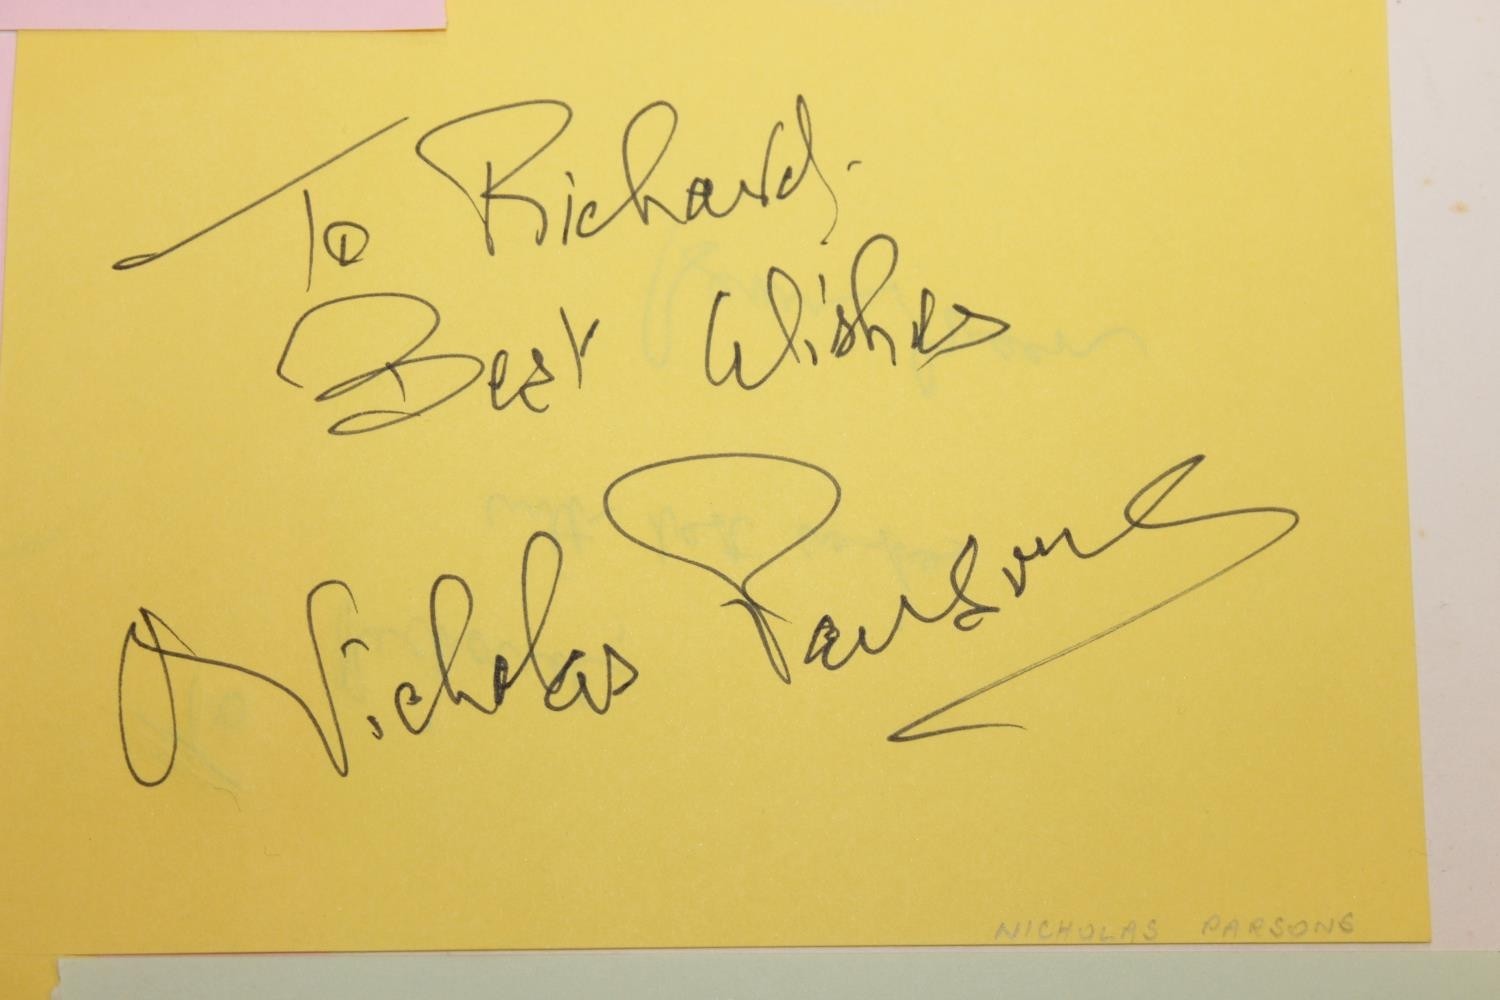 To Richard.
Best Wishes
Nicholas Parsons
NICHOLAS PARSONS